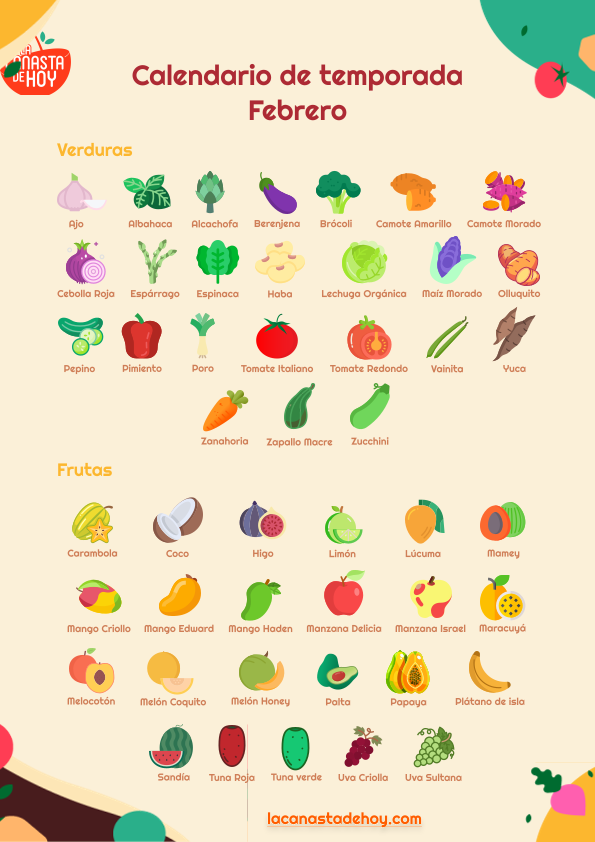 LA
CANASTA
DE HOY
Calendario de temporada
Febrero
Verduras
Ajo Albahaca Alcachofa Berenjena Brócoli Camote Amarillo Camote Morado
Cebolla Roja Espárrago Espinaca Haba Lechuga Orgánica Maíz Morado Olluquito
Pepino Pimiento Poro Tomate Italiano Tomate Redondo Vainita Yuca
Zanahoria Zapallo Macre Zucchini
Frutas
Carambola Coco Higo Limón Lúcuma Mamey
Mango Criollo Mango Edward Mango Haden Manzana Delicia Manzana Israel Maracuyá
Melocotón Melón Coquito Melón Honey Palta Papaya Plátano de isla
Sandía Tuna Roja Tuna verde Uva Criolla Uva Sultana
lacanastadehoy.com